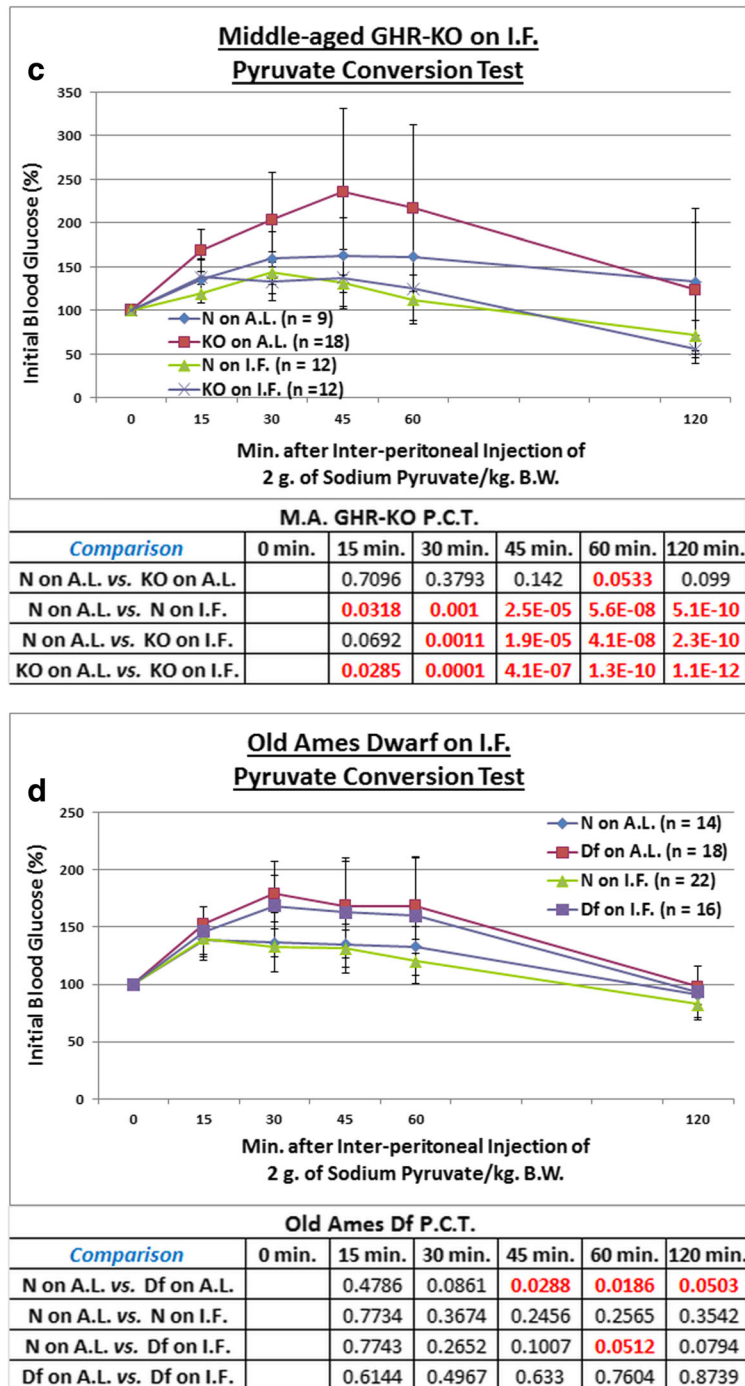 c
Middle-aged GHR-KO on I.F.
Pyruvate Conversion Test
Initial Blood Glucose (%)
350
300
250
200
150
100
50
0
N on A.L. (n = 9)
KO on A.L. (n =18)
N on I.F. (n = 12)
KO on I.F. (n =12)
0 15 30 45 60 120
Min. after Inter-peritoneal Injection of
2 g. of Sodium Pyruvate/kg. B.W.
M.A. GHR-KO P.C.T.
Comparison 0 min. 15 min. 30 min. 45 min. 60 min. 120 min.
N on A.L. vs. KO on A.L. 0.7096 0.3793 0.142 0.0533 0.099
N on A.L. vs. N on I.F. 0.0318 0.001 2.5E-05 5.6E-08 5.1E-10
N on A.L. vs. KO on I.F. 0.0692 0.0011 1.9E-05 4.1E-08 2.3E-10
KO on A.L. vs. KO on I.F. 0.0285 0.0001 4.1E-07 1.3E-10 1.1E-12
d
Old Ames Dwarf on I.F.
Pyruvate Conversion Test
Initial Blood Glucose (%)
250
200
150
100
50
0
N on A.L. (n = 14)
Df on A.L. (n = 18)
N on I.F. (n = 22)
Df on I.F. (n = 16)
0 15 30 45 60 120
Min. after Inter-peritoneal Injection of
2 g. of Sodium Pyruvate/kg. B.W.
Old Ames Df P.C.T.
Comparison 0 min. 15 min. 30 min. 45 min. 60 min. 120 min.
N on A.L. vs. Df on A.L. 0.4786 0.0861 0.0288 0.0186 0.0503
N on A.L. vs. N on I.F. 0.7734 0.3674 0.2456 0.2565 0.3542
N on A.L. vs. Df on I.F. 0.7743 0.2652 0.1007 0.0512 0.0794
Df on A.L. vs. Df on I.F. 0.6144 0.4967 0.633 0.7604 0.8739